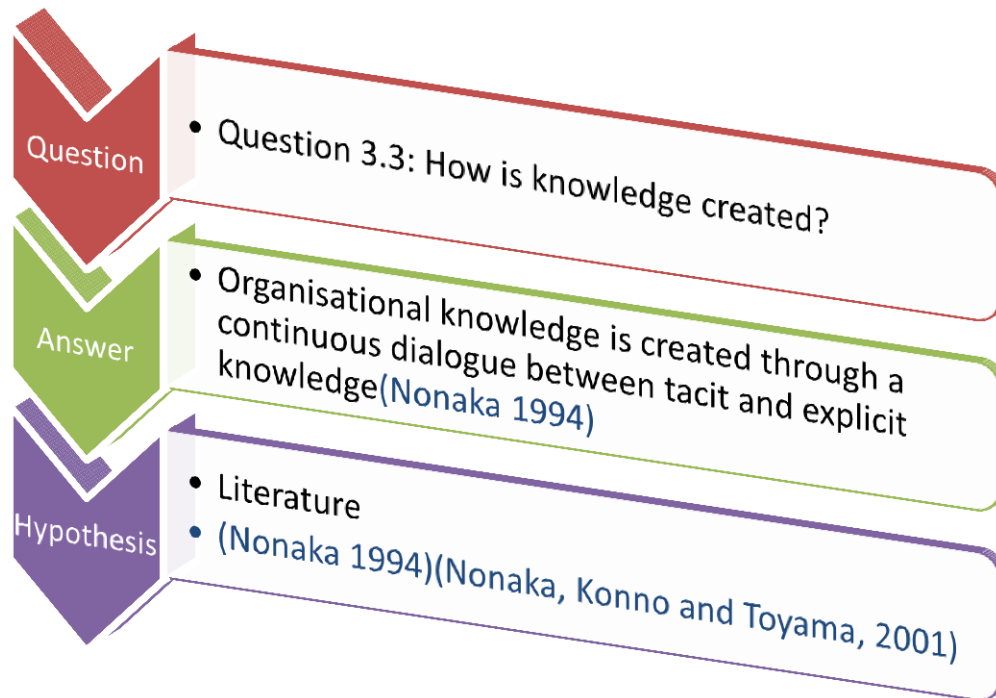 Question
• Question 3.3: How is knowledge created?
Answer
• Organisational knowledge is created through a
continuous dialogue between tacit and explicit
knowledge(Nonaka 1994)
Hypothesis
• Literature
• (Nonaka 1994)(Nonaka, Konno and Toyama, 2001)